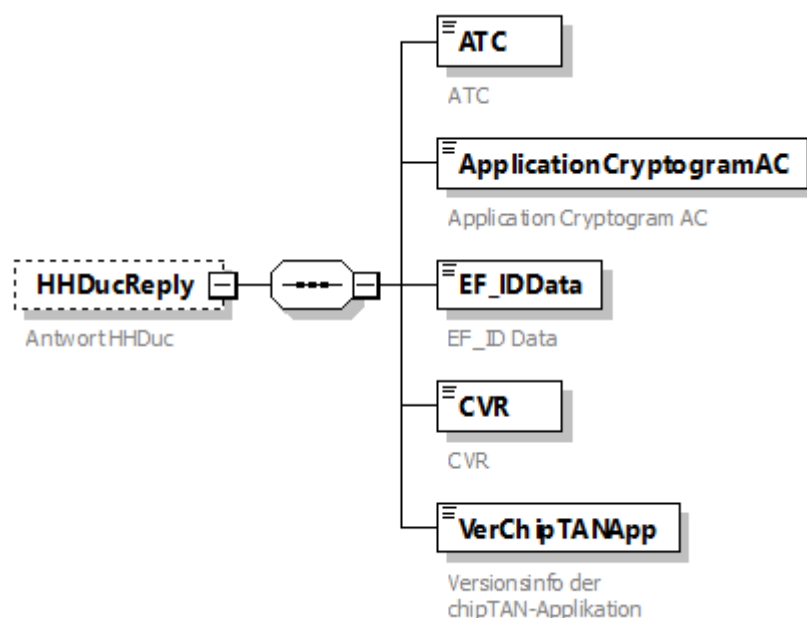 ATC
ATC
ApplicationCryptogramAC
Application Cryptogram AC
HHDucReply
Antwort HHDuc
EF_IDData
EF_ID Data
CVR
CVR
VerChipTANApp
Versionsinfo der
chipTAN-Applikation